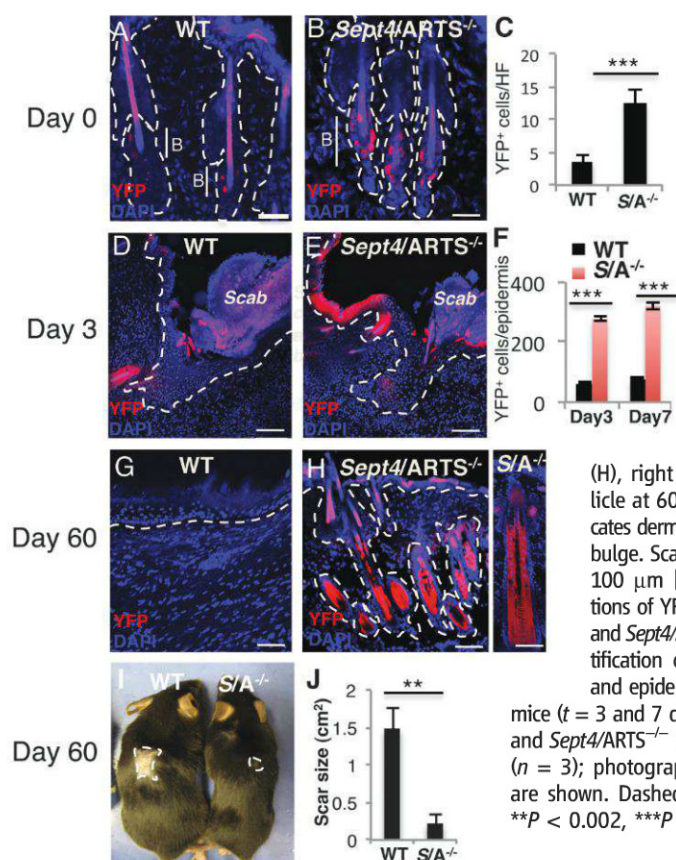 A WT
B Sept4/ARTS-/-
C
YFP+ cells/HF
20
15
10
5
0
***
WT S/A-/-
Day 0
B
B
B
YFP
DAPI
D WT
E Sept4/ARTS-/-
F
YFP+ cells/epidermis
WT
S/A-/-
400
200
0
*** ***
Day3 Day7
Day 3
Scab
Scab
YFP
DAPI
YFP
DAPI
G WT
H Sept4/ARTS-/- S/A-/-
Day 60
YFP
DAPI
YFP
DAPI
I WT S/A-/-
J
Scar size (cm²)
2
1.5
1
0.5
0
**
WT S/A-/-
Day 60
(H), right
licle at 60
cates derm
bulge. Sca
100 μm
tions of YF
and Sept4/
tification
and epide
mice (t = 3 and 7
and Sept4/ARTS−/−
(n = 3); photograp
are shown. Dashed
**P < 0.002, ***P